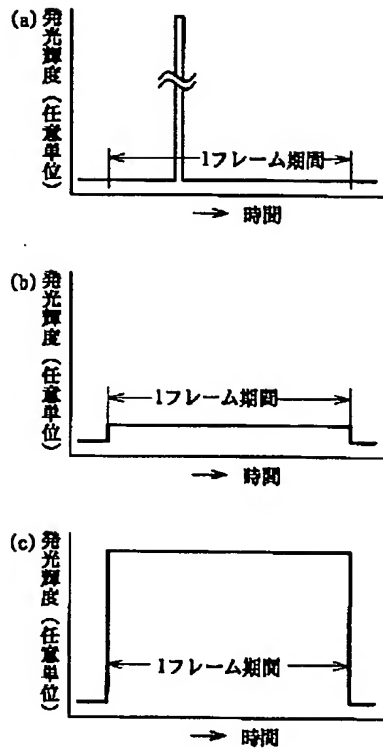 (a)
発光輝度(任意単位)
1フレーム期間
時間
(b)
発光輝度(任意単位)
1フレーム期間
時間
(c)
発光輝度(任意単位)
1フレーム期間
時間